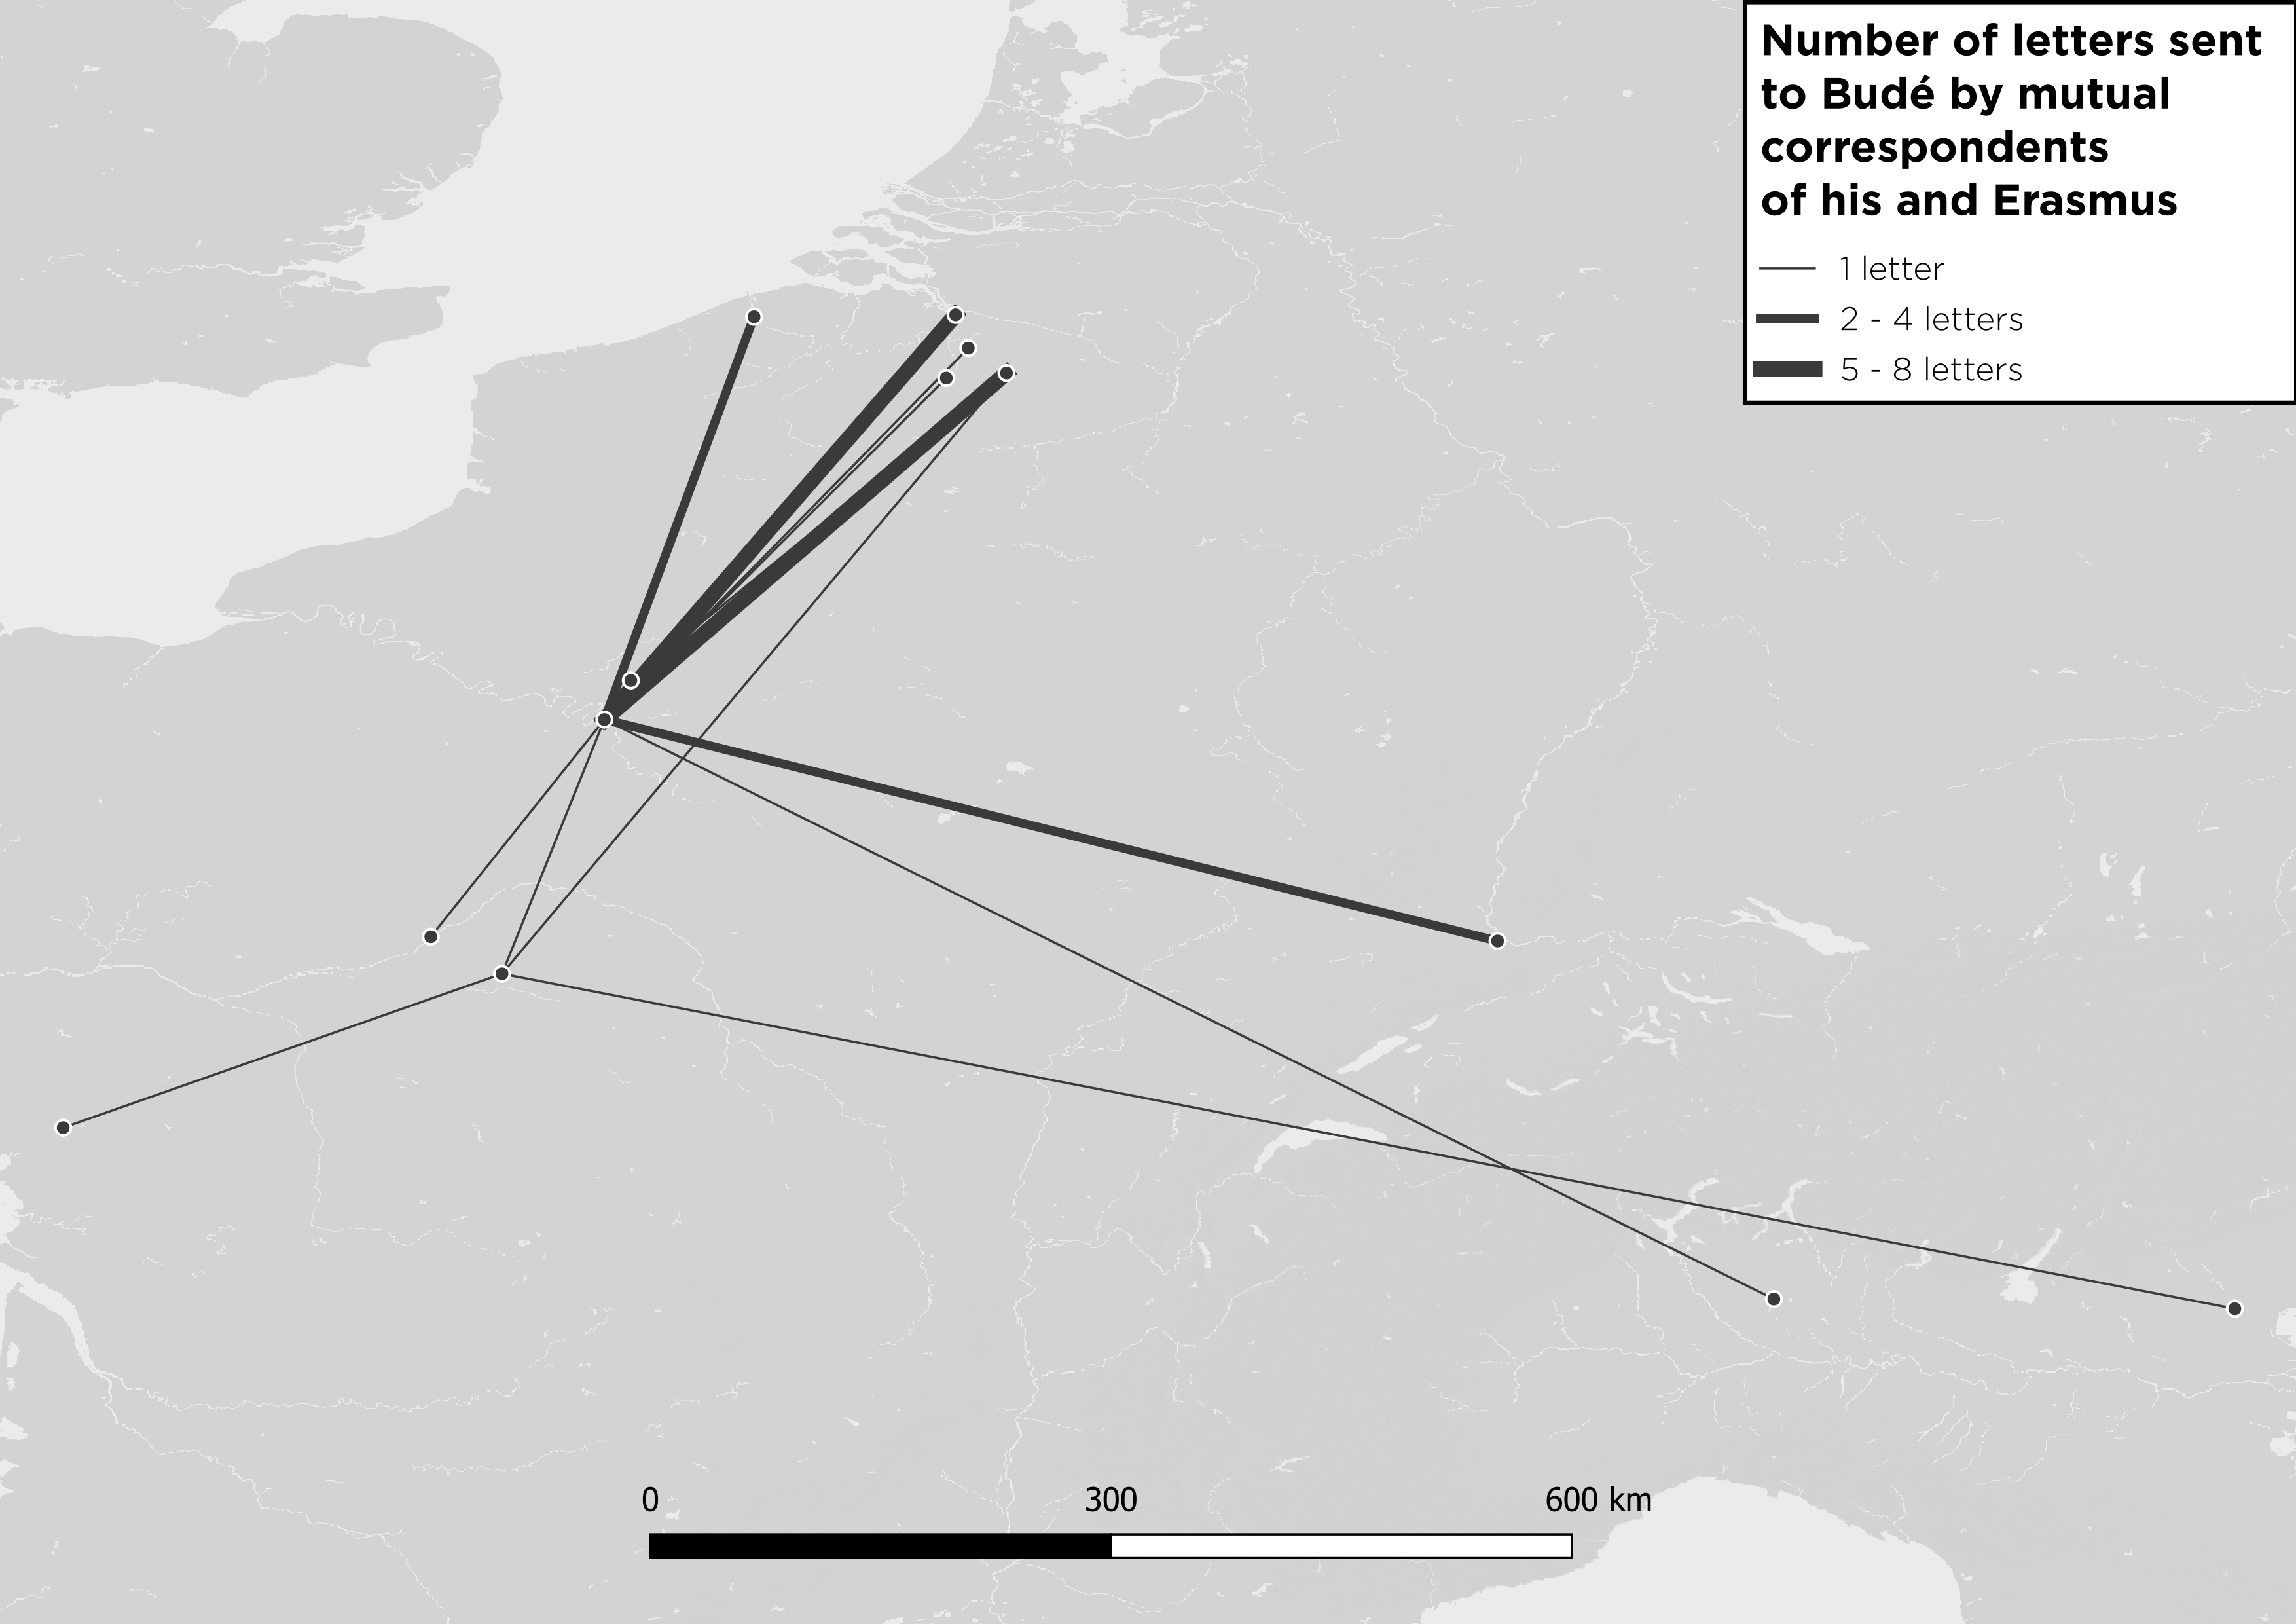 Number of letters sent
to Budé by mutual
correspondents
of his and Erasmus
1 letter
2 - 4 letters
5 - 8 letters
0 300 600 km